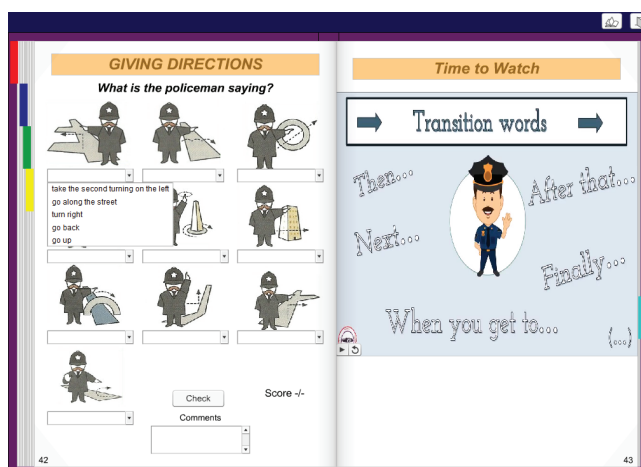 GIVING DIRECTIONS
What is the policeman saying?
take the second turning on the left
go along the street
turn right
go back
go up
Check
Score -/-
Comments
42
Time to Watch
Transition words
Then...
After that...
Next...
Finally...
When you get to...
(...)
43